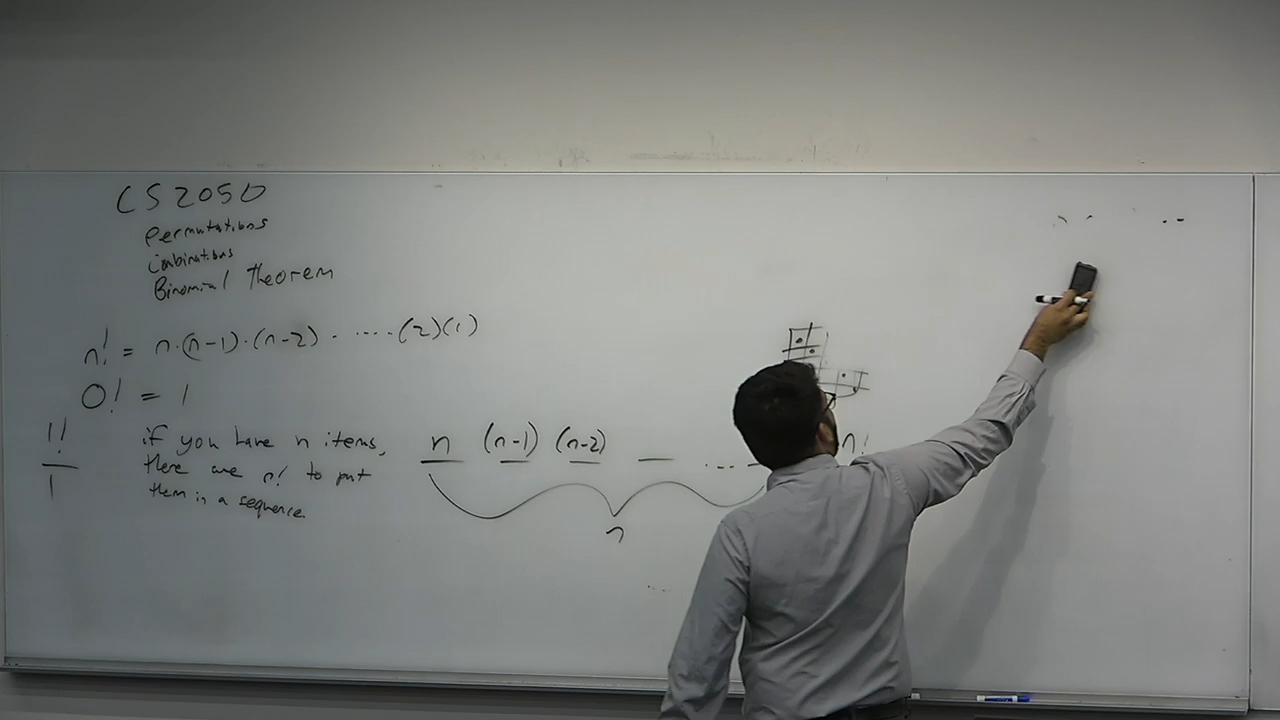 CS 2050
Permutations
Combinations
Binomial Theorem
n! = n·(n-1)·(n-2)· ....(2)(1)
0! = 1
1!
1
if you have n items,
there are n! to put
them in a sequence
n (n-1) (n-2) ...
n
n!